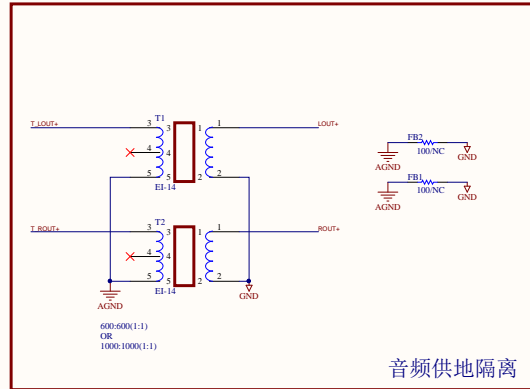 T1
T_LOUT+ 3 3 1 1 LOUT+
4 4
5 5 2 2
EI-14
T2
T_ROUT+ 3 3 1 1 ROUT+
4 4
5 5 2 2
EI-14
AGND
GND
600:600(1:1)
OR
1000:1000(1:1)
FB2
100/NC
AGND
GND
FB1
100/NC
AGND
GND
音频供地隔离